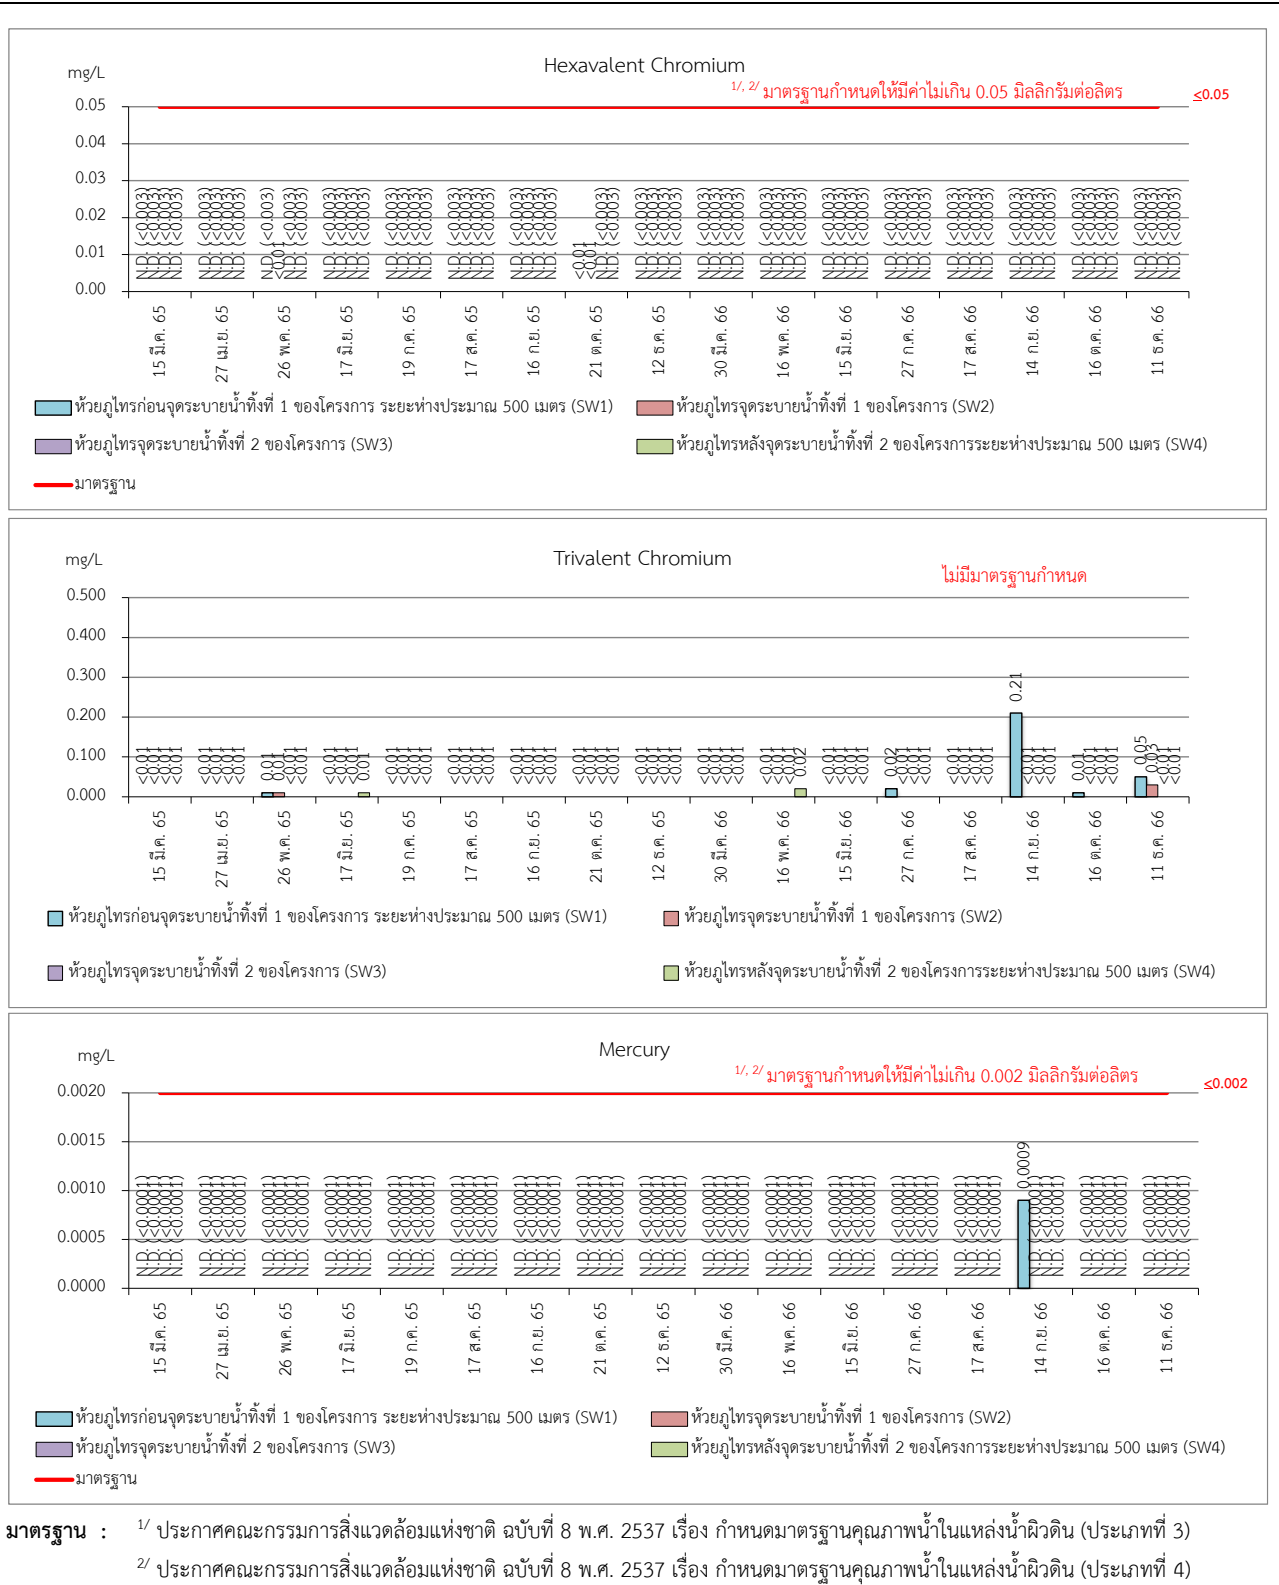 Hexavalent Chromium
mg/L
1/, 2/ มาตรฐานกำหนดให้มีค่าไม่เกิน 0.05 มิลลิกรัมต่อลิตร
≤0.05
0.05
0.04
0.03
0.02
0.01
0.00
N.D. (<0.003)
<0.01
15 มี.ค. 65
27 เม.ย. 65
26 พ.ค. 65
17 มิ.ย. 65
19 ก.ค. 65
17 ส.ค. 65
16 ก.ย. 65
21 ต.ค. 65
12 ธ.ค. 65
30 มี.ค. 66
16 พ.ค. 66
15 มิ.ย. 66
27 ก.ค. 66
17 ส.ค. 66
14 ก.ย. 66
16 ต.ค. 66
11 ธ.ค. 66
ห้วยภูไทรก่อนจุดระบายน้ำทิ้งที่ 1 ของโครงการ ระยะห่างประมาณ 500 เมตร (SW1)
ห้วยภูไทรจุดระบายน้ำทิ้งที่ 1 ของโครงการ (SW2)
ห้วยภูไทรจุดระบายน้ำทิ้งที่ 2 ของโครงการ (SW3)
ห้วยภูไทรหลังจุดระบายน้ำทิ้งที่ 2 ของโครงการระยะห่างประมาณ 500 เมตร (SW4)
มาตรฐาน
Trivalent Chromium
mg/L
ไม่มีมาตรฐานกำหนด
0.500
0.400
0.300
0.200
0.100
0.000
<0.01
0.01
0.01
0.01
0.02
0.02
0.21
0.01
0.05
0.03
15 มี.ค. 65
27 เม.ย. 65
26 พ.ค. 65
17 มิ.ย. 65
19 ก.ค. 65
17 ส.ค. 65
16 ก.ย. 65
21 ต.ค. 65
12 ธ.ค. 65
30 มี.ค. 66
16 พ.ค. 66
15 มิ.ย. 66
27 ก.ค. 66
17 ส.ค. 66
14 ก.ย. 66
16 ต.ค. 66
11 ธ.ค. 66
ห้วยภูไทรก่อนจุดระบายน้ำทิ้งที่ 1 ของโครงการ ระยะห่างประมาณ 500 เมตร (SW1)
ห้วยภูไทรจุดระบายน้ำทิ้งที่ 1 ของโครงการ (SW2)
ห้วยภูไทรจุดระบายน้ำทิ้งที่ 2 ของโครงการ (SW3)
ห้วยภูไทรหลังจุดระบายน้ำทิ้งที่ 2 ของโครงการระยะห่างประมาณ 500 เมตร (SW4)
Mercury
mg/L
1/, 2/ มาตรฐานกำหนดให้มีค่าไม่เกิน 0.002 มิลลิกรัมต่อลิตร
≤0.002
0.0020
0.0015
0.0010
0.0005
0.0000
N.D. (<0.0001)
0.0009
15 มี.ค. 65
27 เม.ย. 65
26 พ.ค. 65
17 มิ.ย. 65
19 ก.ค. 65
17 ส.ค. 65
16 ก.ย. 65
21 ต.ค. 65
12 ธ.ค. 65
30 มี.ค. 66
16 พ.ค. 66
15 มิ.ย. 66
27 ก.ค. 66
17 ส.ค. 66
14 ก.ย. 66
16 ต.ค. 66
11 ธ.ค. 66
ห้วยภูไทรก่อนจุดระบายน้ำทิ้งที่ 1 ของโครงการ ระยะห่างประมาณ 500 เมตร (SW1)
ห้วยภูไทรจุดระบายน้ำทิ้งที่ 1 ของโครงการ (SW2)
ห้วยภูไทรจุดระบายน้ำทิ้งที่ 2 ของโครงการ (SW3)
ห้วยภูไทรหลังจุดระบายน้ำทิ้งที่ 2 ของโครงการระยะห่างประมาณ 500 เมตร (SW4)
มาตรฐาน
มาตรฐาน : 1/ ประกาศคณะกรรมการสิ่งแวดล้อมแห่งชาติ ฉบับที่ 8 พ.ศ. 2537 เรื่อง กำหนดมาตรฐานคุณภาพน้ำในแหล่งน้ำผิวดิน (ประเภทที่ 3)
2/ ประกาศคณะกรรมการสิ่งแวดล้อมแห่งชาติ ฉบับที่ 8 พ.ศ. 2537 เรื่อง กำหนดมาตรฐานคุณภาพน้ำในแหล่งน้ำผิวดิน (ประเภทที่ 4)